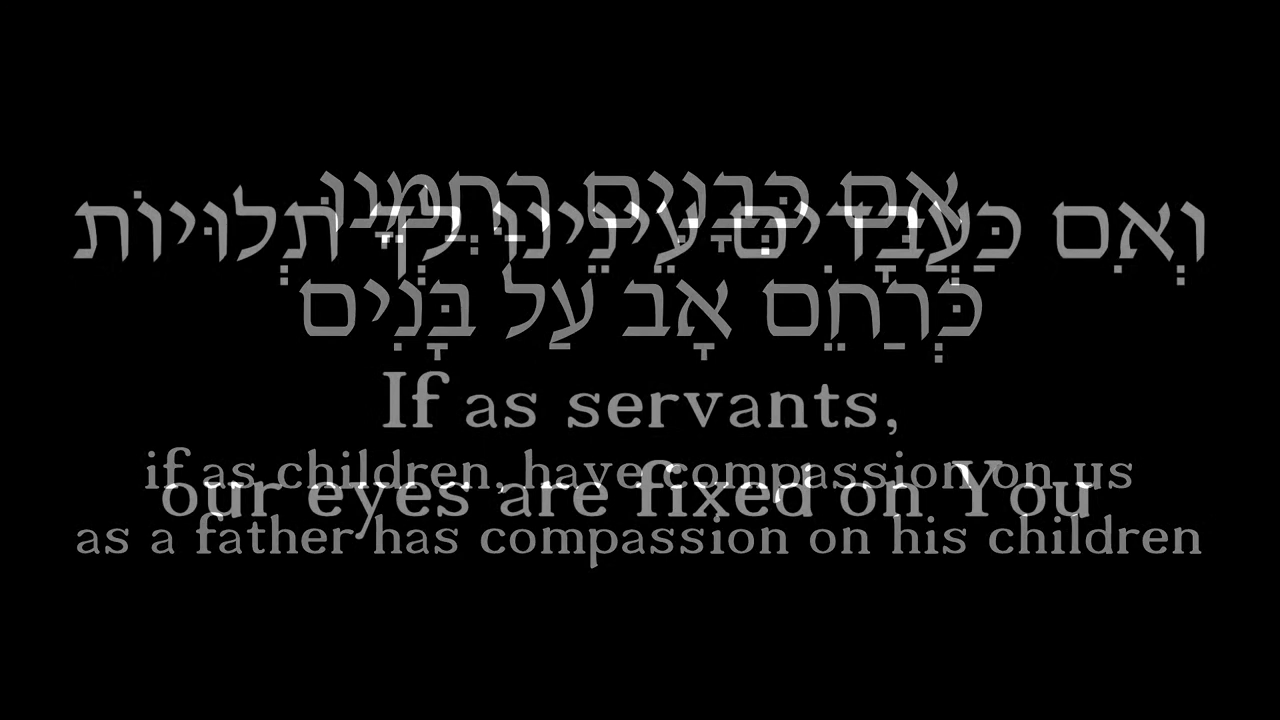 אִם כְּבָנִים רַחֲמֵנוּ
וְאִם כַּעֲבָדִים עֵינֵינוּ לְךָ תְלוּיוֹת
כְּרַחֵם אָב עַל בָּנִים
If as servants,
if as children, have compassion on us
our eyes are fixed on You
as a father has compassion on his children